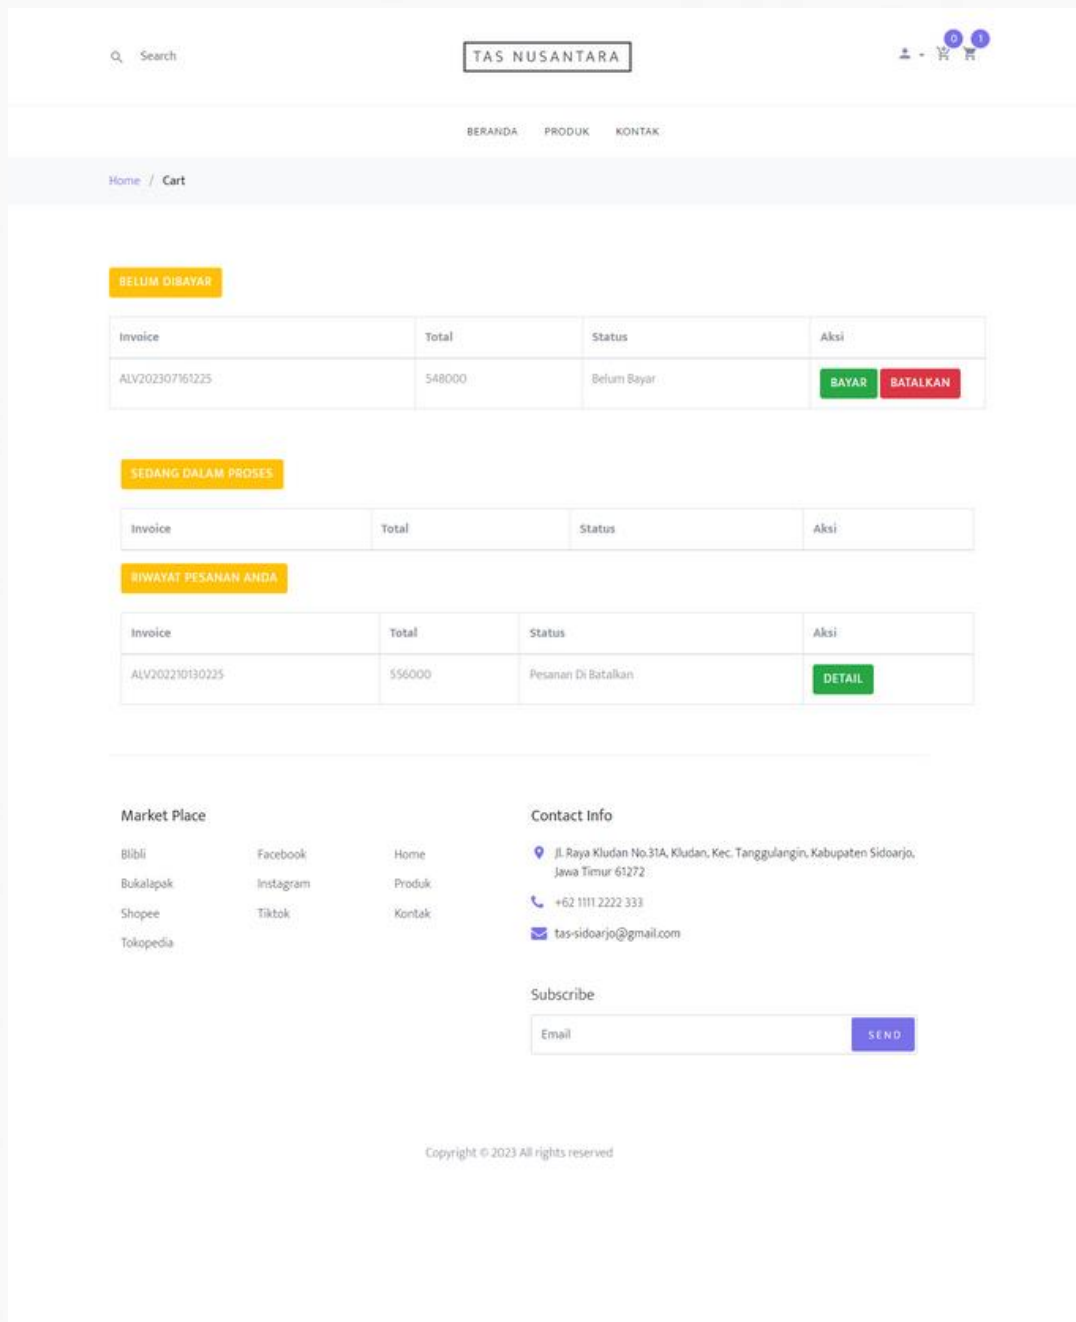 Search
TAS NUSANTARA
0 1
BERANDA PRODUK KONTAK
Home / Cart
BELUM DIBAYAR
Invoice Total Status Aksi
ALV202307161225 548000 Belum Bayar BAYAR BATALKAN
SEDANG DALAM PROSES
Invoice Total Status Aksi
RIWAYAT PESANAN ANDA
Invoice Total Status Aksi
ALV202210130225 556000 Pesanan Di Batalkan DETAIL
Market Place
Blibli Facebook Home
Bukalapak Instagram Produk
Shopee Tiktok Kontak
Tokopedia
Contact Info
Jl. Raya Kludan No.31A, Kludan, Kec. Tanggulangin, Kabupaten Sidoarjo,
Jawa Timur 61272
+62 1111 2222 333
tas-sidoarjo@gmail.com
Subscribe
Email SEND
Copyright © 2023 All rights reserved